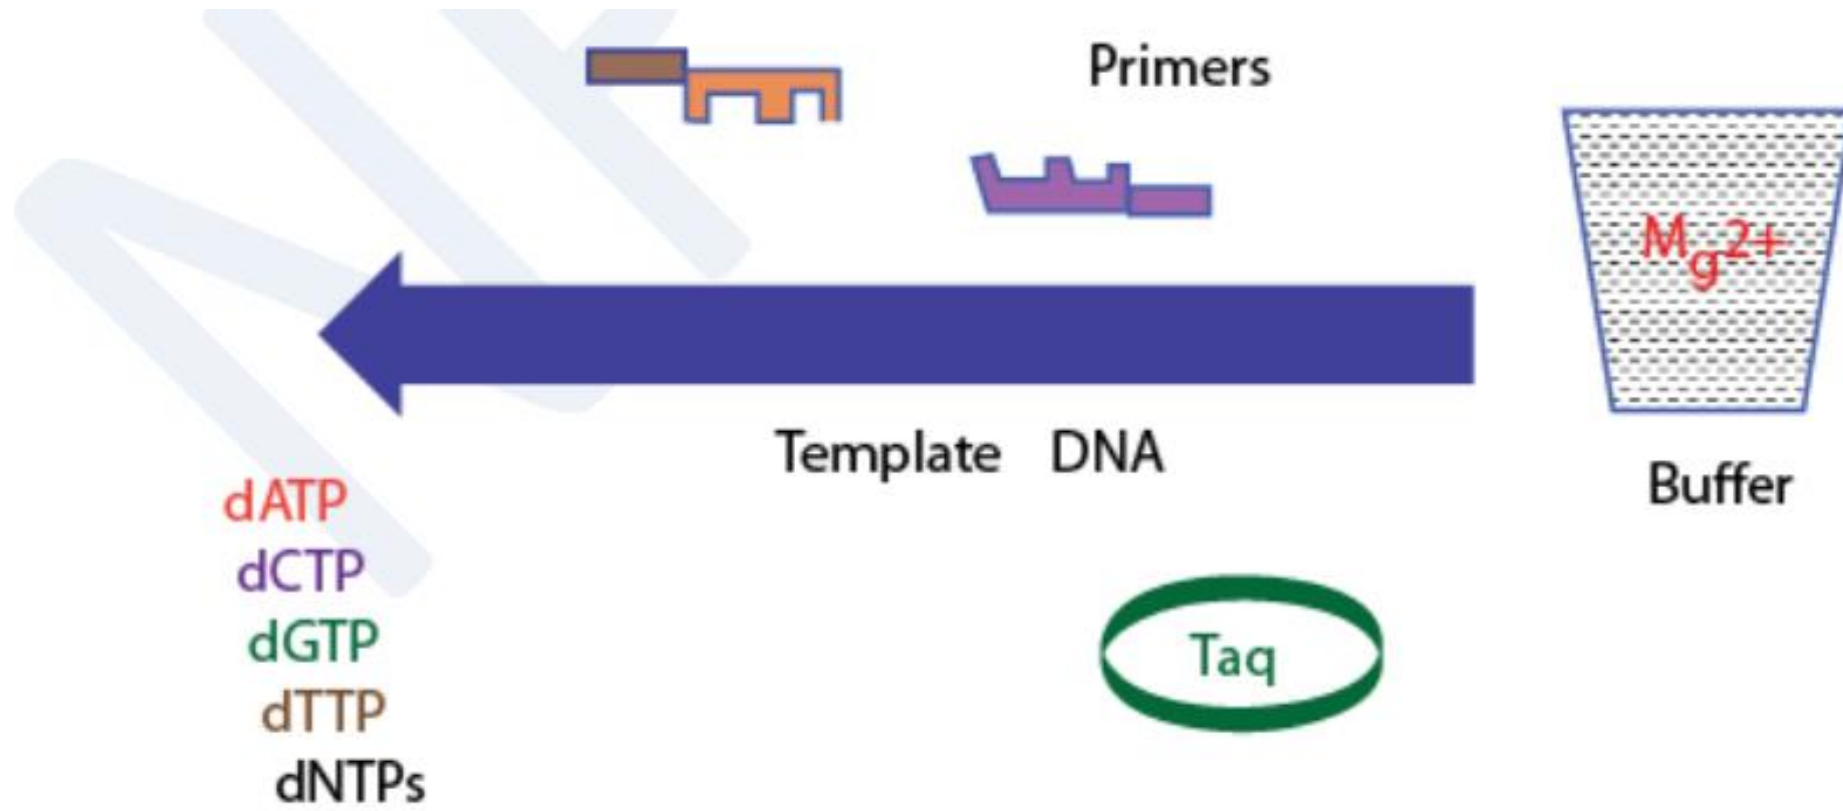 Primers
Mg2+
Template DNA
Buffer
dATP
dCTP
dGTP
dTTP
dNTPs
Taq